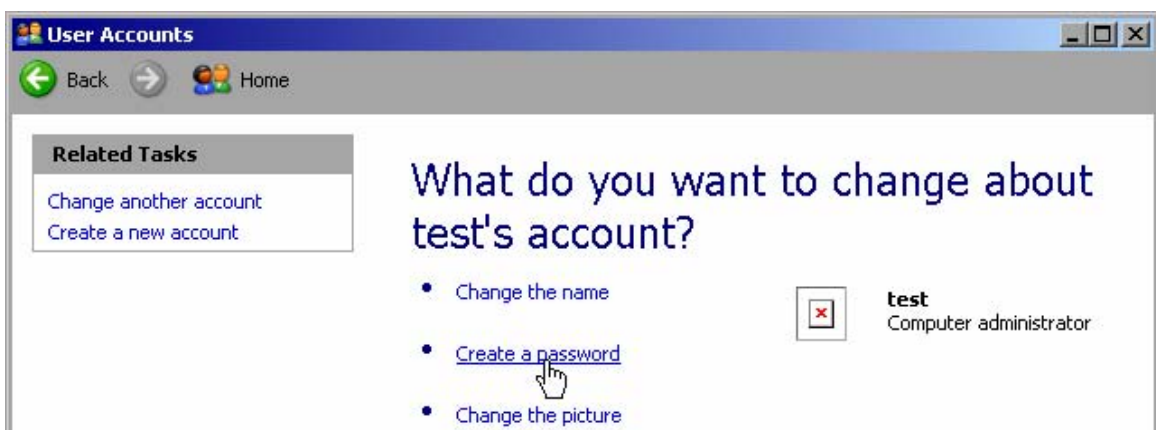 User Accounts
Back Home
Related Tasks
Change another account
Create a new account
What do you want to change about
test's account?
Change the name
test
Computer administrator
Create a password
Change the picture